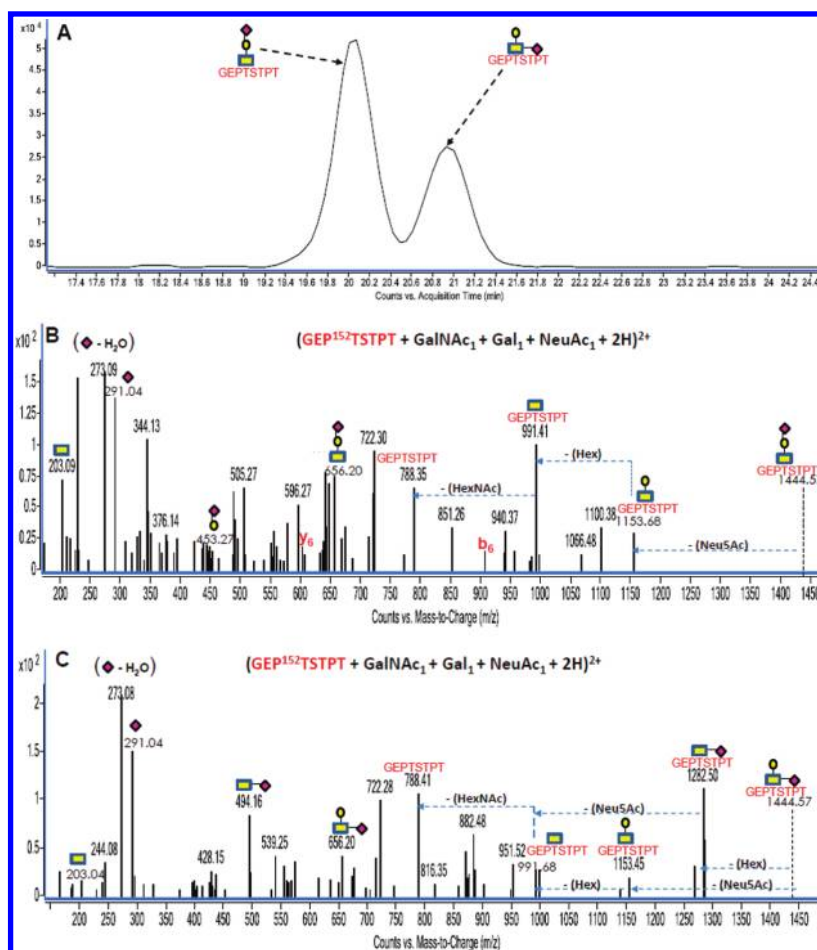 A
x10⁴
GEPTSTPT
GEPTSTPT
5
4.5
4
3.5
3
2.5
2
1.5
1
0.5
0
17.4 17.6 17.8 18 18.2 18.4 18.6 18.8 19 19.2 19.4 19.6 19.8 20 20.2 20.4 20.6 20.8 21 21.2 21.4 21.6 21.8 22 22.2 22.4 22.6 22.8 23 23.2 23.4 23.6 23.8 24 24.2 24.4
Counts vs. Acquisition Time (min)
B
( - H₂O)
(GEP¹⁵²TSTPT + GalNAc₁ + Gal₁ + NeuAc₁ + 2H)²⁺
x10²
1.5
1.25
1
0.75
0.5
0.25
0
203.09
273.09
291.04
344.13
376.14
453.27
505.27
596.27
y₆
656.20
722.30
GEPTSTPT
788.35
851.26
b₆
940.37
GEPTSTPT
991.41
1066.48
1100.38
GEPTSTPT
1153.68
GEPTSTPT
1444.5
- (HexNAc)
- (Hex)
- (Neu5Ac)
200 250 300 350 400 450 500 550 600 650 700 750 800 850 900 950 1000 1050 1100 1150 1200 1250 1300 1350 1400 1450
Counts vs. Mass-to-Charge (m/z)
C
( - H₂O)
(GEP¹⁵²TSTPT + GalNAc₁ + Gal₁ + NeuAc₁ + 2H)²⁺
x10²
2
1.5
1
0.5
0
203.04
244.08
273.08
291.04
428.15
494.16
539.25
656.20
722.28
GEPTSTPT
788.41
816.35
882.48
951.52
991.68
GEPTSTPT
GEPTSTPT
1153.45
GEPTSTPT
1282.50
GEPTSTPT
1444.57
- (HexNAc)
- (Neu5Ac)
- (Hex)
- (Hex)
- (Neu5Ac)
200 250 300 350 400 450 500 550 600 650 700 750 800 850 900 950 1000 1050 1100 1150 1200 1250 1300 1350 1400 1450
Counts vs. Mass-to-Charge (m/z)